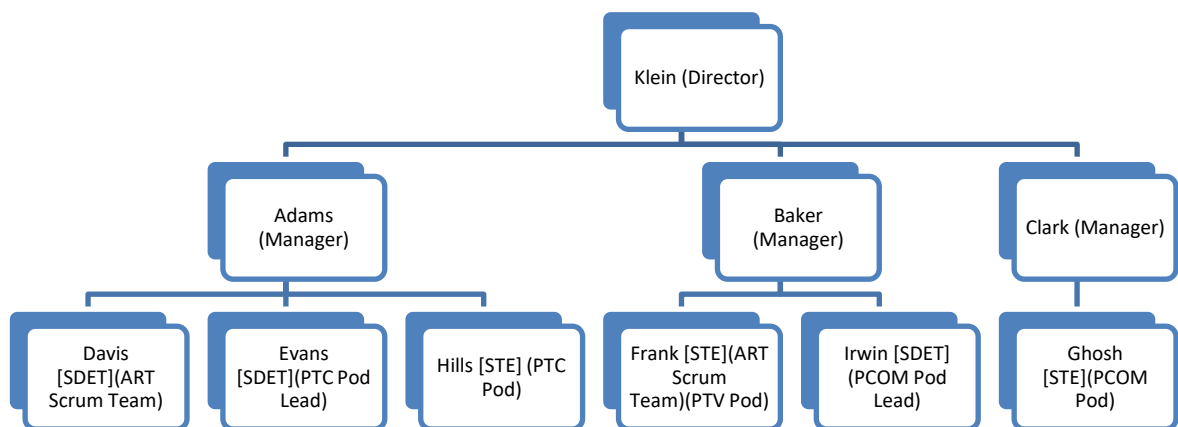 Klein (Director)
Adams
(Manager)
Baker
(Manager)
Clark (Manager)
Davis
[SDET](ART
Scrum Team)
Evans
[SDET](PTC Pod
Lead)
Hills [STE] (PTC
Pod)
Frank [STE](ART
Scrum
Team)(PTV Pod)
Irwin [SDET]
(PCOM Pod
Lead)
Ghosh
[STE](PCOM
Pod)